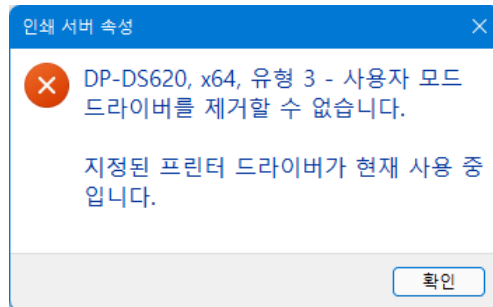 인쇄 서버 속성
DP-DS620, x64, 유형 3 - 사용자 모드
드라이버를 제거할 수 없습니다.
지정된 프린터 드라이버가 현재 사용 중
입니다.
확인